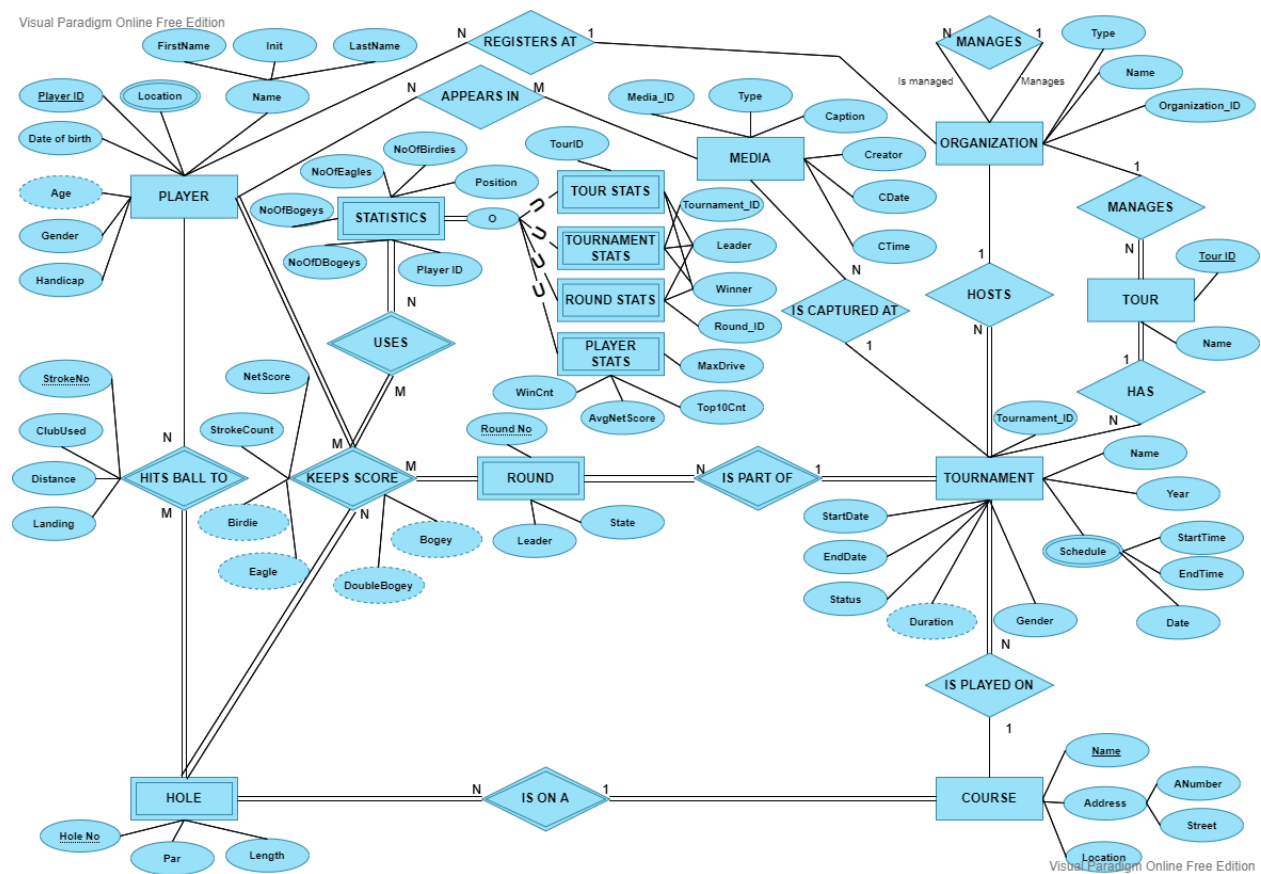 Visual Paradigm Online Free Edition
FirstName
Init
LastName
N
REGISTERS AT
1
N
MANAGES
1
Type
Is managed
Manages
Name
Player ID
Location
Name
N
APPEARS IN
M
Media_ID
Type
Caption
Organization_ID
Date of birth
NoOfBirdies
TourID
MEDIA
Creator
ORGANIZATION
Age
PLAYER
NoOfEagles
Position
TOUR STATS
CDate
1
NoOfBogeys
STATISTICS
O
Tournament_ID
MANAGES
Gender
TOURNAMENT
STATS
Leader
CTime
N
NoOfDBogeys
Player ID
Tour ID
Handicap
N
ROUND STATS
Winner
N
1
HOSTS
TOUR
Round_ID
IS CAPTURED AT
N
USES
PLAYER
STATS
1
Name
StrokeNo
NetScore
MaxDrive
1
M
WinCnt
AvgNetScore
Top10Cnt
HAS
ClubUsed
StrokeCount
Round No
Tournament_ID
N
N
M
Name
Distance
HITS BALL TO
KEEPS SCORE
M
ROUND
N
IS PART OF
1
TOURNAMENT
Year
Landing
M
Birdie
N
Bogey
Leader
State
StartDate
StartTime
EndDate
Schedule
EndTime
Eagle
DoubleBogey
Status
Duration
Gender
Date
N
IS PLAYED ON
1
Name
HOLE
N
IS ON A
1
COURSE
Address
ANumber
Street
Hole No
Par
Length
Location
Visual Paradigm Online Free Edition